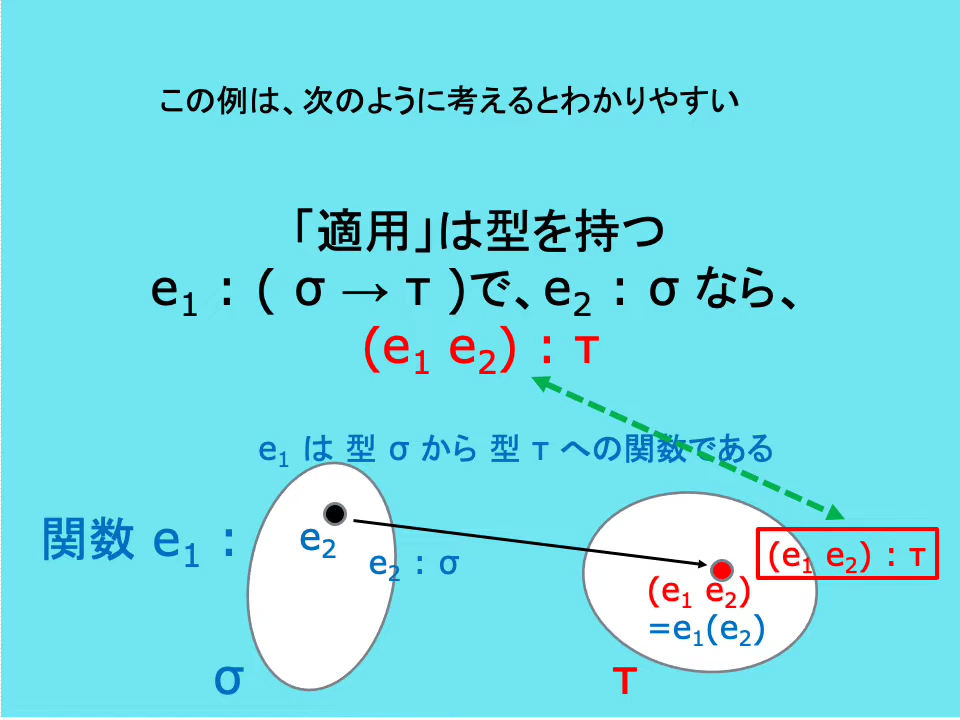 この例は、次のように考えるとわかりやすい
「適用」は型を持つ
e₁ : ( σ → τ )で、e₂ : σ なら、
(e₁ e₂) : τ
e₁ は 型 σ から 型 τ への関数である
関数 e₁ :
e₂
e₂ : σ
(e₁ e₂) : τ
(e₁ e₂)
=e₁(e₂)
σ
τ